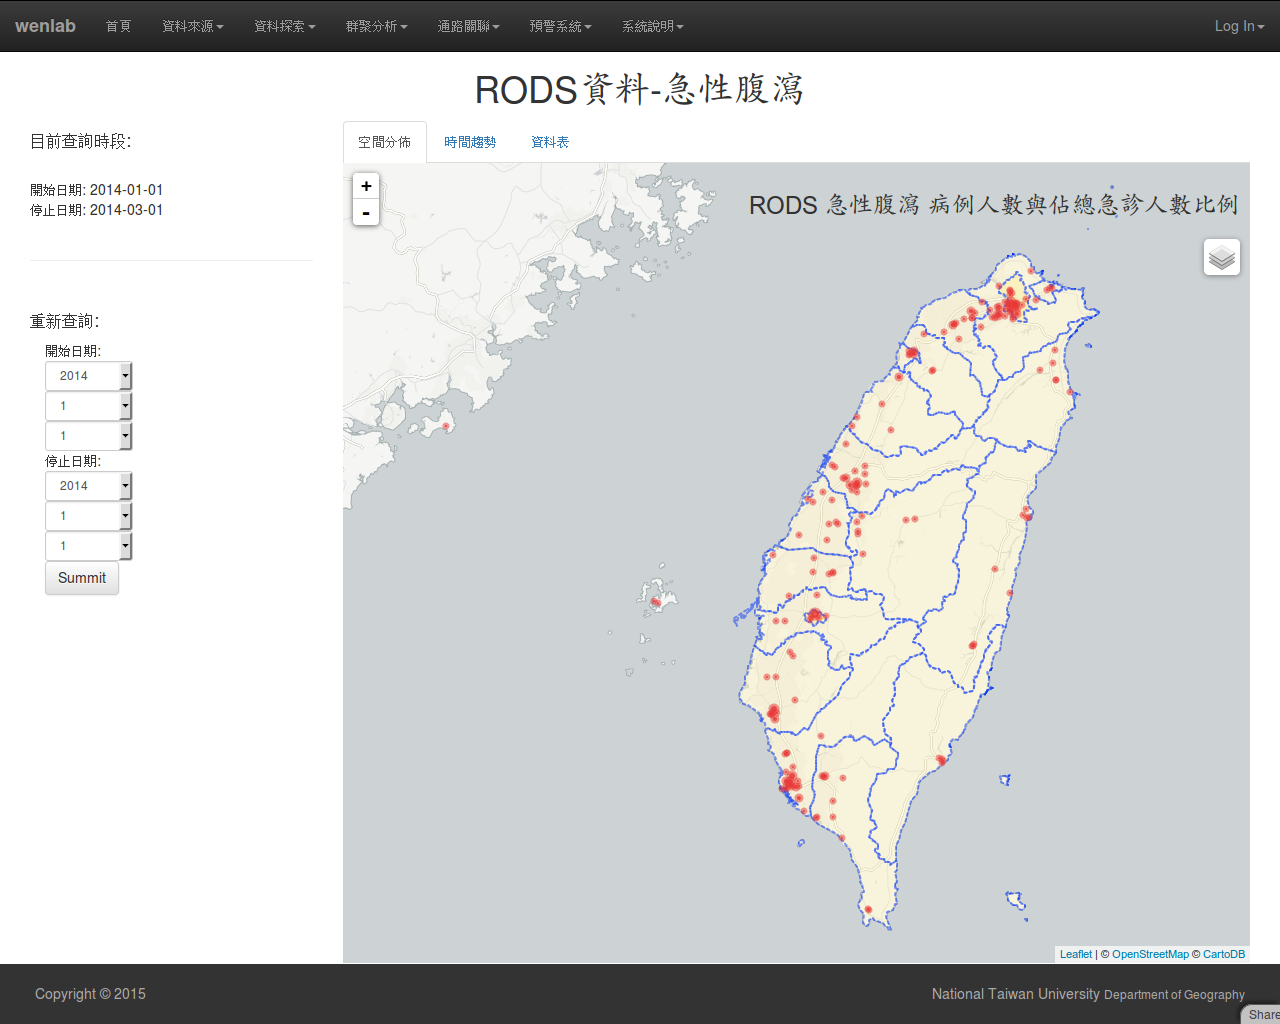 wenlab 首頁 資料來源 資料探索 群聚分析 通路關聯 預警系統 系統說明 Log In
RODS資料-急性腹瀉
目前查詢時段:
開始日期: 2014-01-01
停止日期: 2014-03-01
重新查詢:
開始日期:
2014
1
1
停止日期:
2014
1
1
Summit
空間分佈 時間趨勢 資料表
+
-
RODS 急性腹瀉 病例人數與佔總急診人數比例
Leaflet | © OpenStreetMap © CartoDB
Copyright © 2015
National Taiwan University Department of Geography
Share